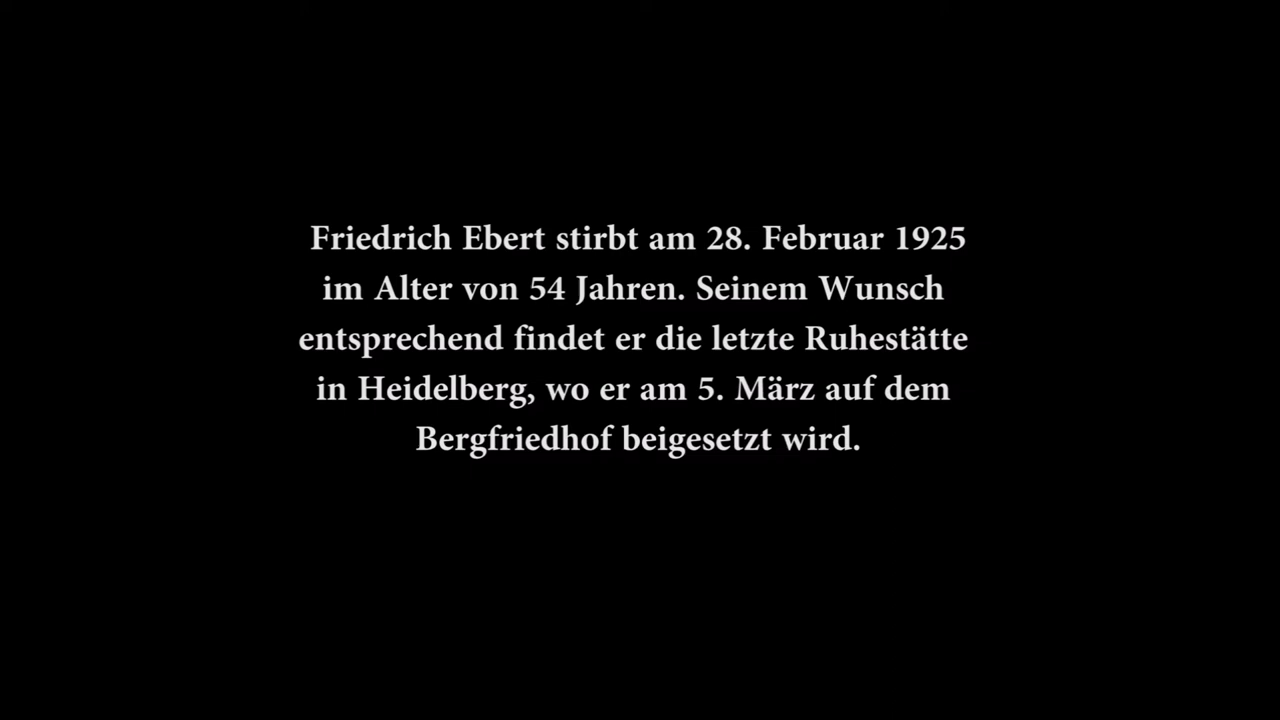 Friedrich Ebert stirbt am 28. Februar 1925
im Alter von 54 Jahren. Seinem Wunsch
entsprechend findet er die letzte Ruhestätte
in Heidelberg, wo er am 5. März auf dem
Bergfriedhof beigesetzt wird.